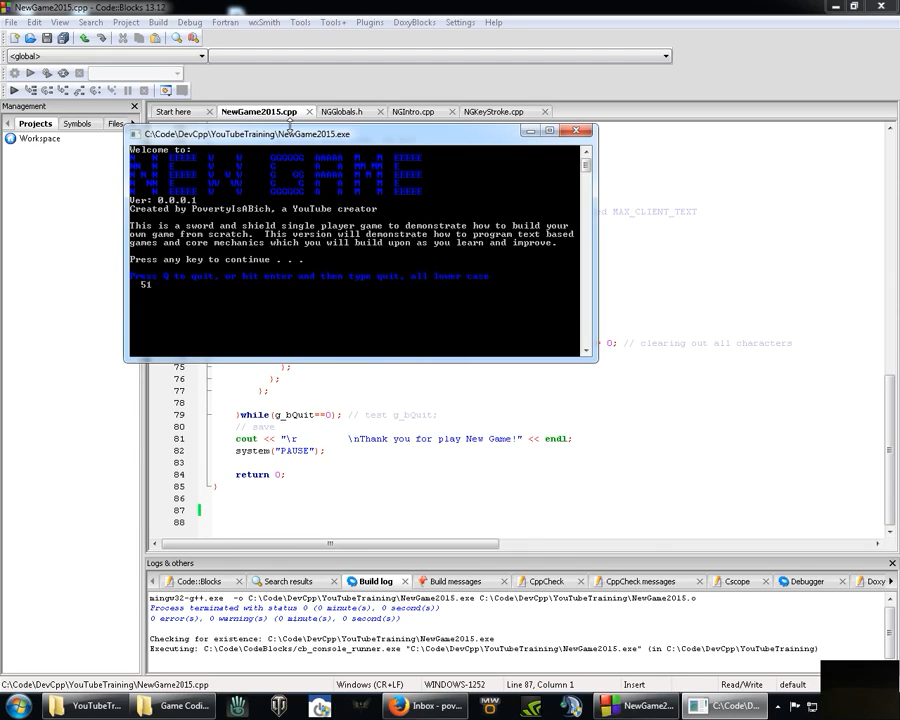 NewGame2015.cpp - Code::Blocks 13.12
File Edit View Search Project Build Debug Fortran wxSmith Tools Tools+ Plugins DoxyBlocks Settings Help
<global>
Management
Projects Symbols Files
Workspace
Start here NewGame2015.cpp NGGlobals.h NGIntro.cpp NGKeyStroke.cpp
C:\Code\DevCpp\YouTubeTraining\NewGame2015.exe
Welcome to:
NEW GAME
Ver: 0.0.0.1
Created by PovertyIsABich, a YouTube creator
This is a sword and shield single player game to demonstrate how to build your
own game from scratch.  This version will demonstrate how to program text based
games and core mechanics which you will build upon as you learn and improve.
Press any key to continue . . .
Press Q to quit, or hit enter and then type quit, all lower case
51
ed MAX_CLIENT_TEXT
= 0; // clearing out all characters
75 };
76 };
77 };
78
79 }while(g_bQuit==0); // test g_bQuit;
80 // save
81 cout << "\r \nThank you for play New Game!" << endl;
82 system("PAUSE");
83
84 return 0;
85 }
86
87
88
Logs & others
Code::Blocks Search results Build log Build messages CppCheck CppCheck messages Cscope Debugger Doxy
mingw32-g++.exe -o C:\Code\DevCpp\YouTubeTraining\NewGame2015.exe C:\Code\DevCpp\YouTubeTraining\NewGame2015.o
Process terminated with status 0 (0 minute(s), 0 second(s))
0 error(s), 0 warning(s) (0 minute(s), 0 second(s))
Checking for existence: C:\Code\DevCpp\YouTubeTraining\NewGame2015.exe
Executing: C:\Code\CodeBlocks/cb_console_runner.exe "C:\Code\DevCpp\YouTubeTraining\NewGame2015.exe" (in C:\Code\DevCpp\YouTubeTraining)
C:\Code\DevCpp\YouTubeTraining\NewGame2015.cpp Windows (CR+LF) WINDOWS-1252 Line 87, Column 1 Insert Read/Write default
YouTubeTr... Game Codi... Inbox - pov... NewGame2... C:\Code\D...